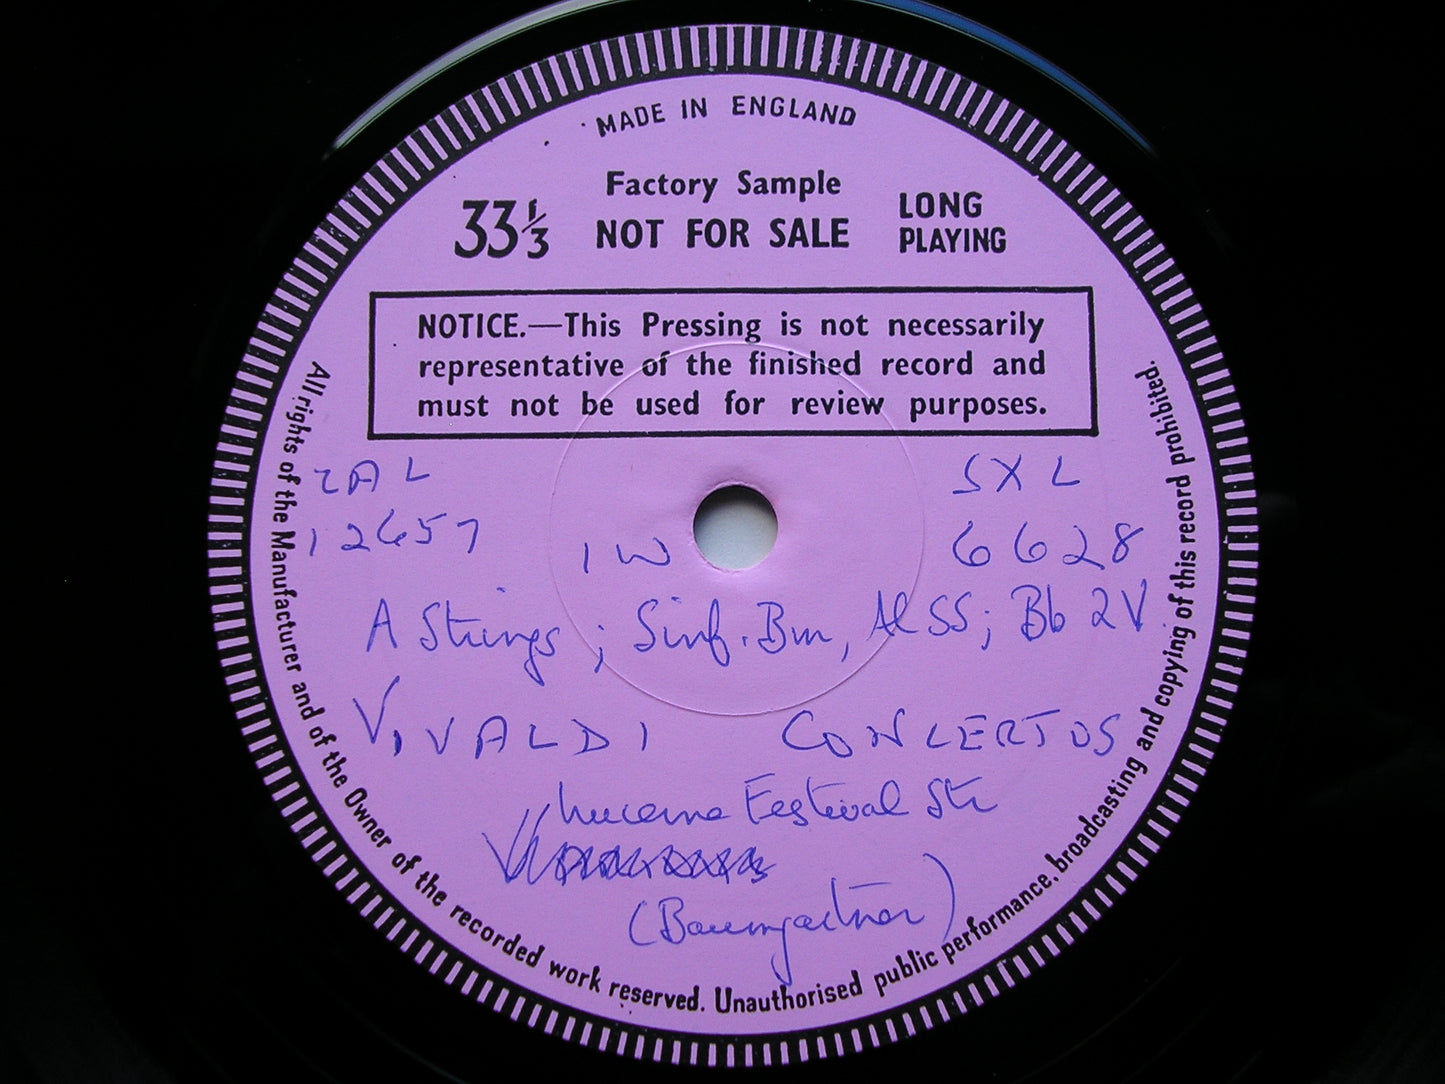 MADE IN ENGLAND
Factory Sample
33⅓ NOT FOR SALE
LONG
PLAYING
NOTICE.—This Pressing is not necessarily
representative of the finished record and
must not be used for review purposes.
ZAL
12657
1W
SXL
6628
A Strings; Sinf. Bm, Al SS; Bb 2V
VIVALDI CONCERTOS
Lucerne Festival Str
(Baumgartner)
All rights of the Manufacturer and of the Owner of the recorded work reserved. Unauthorised public performance, broadcasting and copying of this record prohibited.